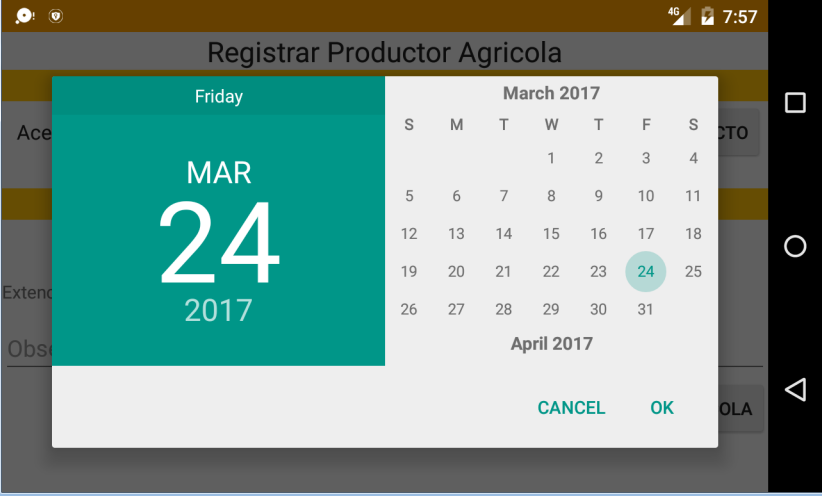 4G 7:57
Registrar Productor Agricola
Friday
MAR
24
2017
March 2017
S M T W T F S
1 2 3 4
5 6 7 8 9 10 11
12 13 14 15 16 17 18
19 20 21 22 23 24 25
26 27 28 29 30 31
April 2017
CANCEL OK
Ace
CTO
Extenc
Obse
OLA